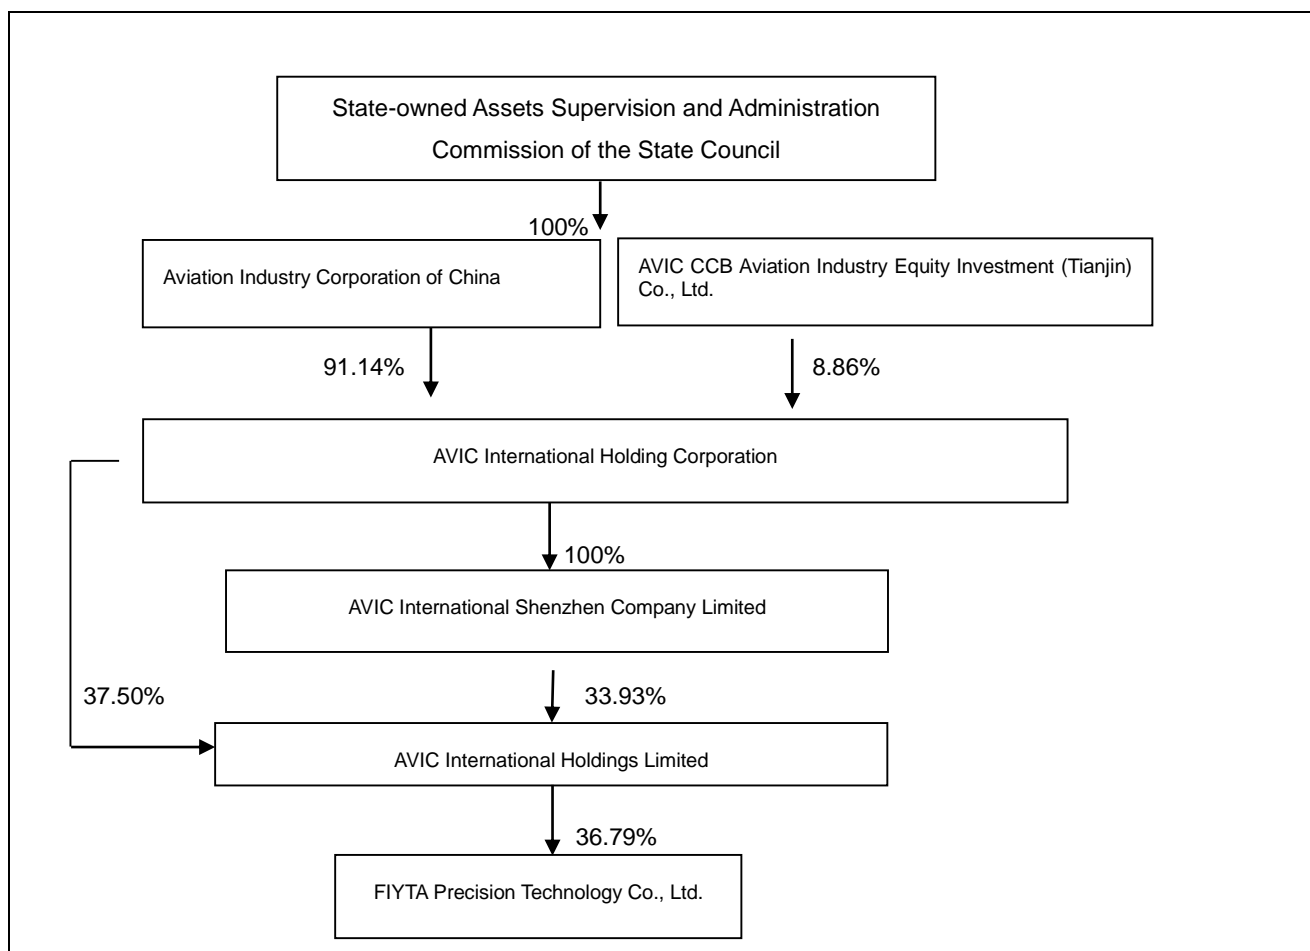 State-owned Assets Supervision and Administration
Commission of the State Council
100%
Aviation Industry Corporation of China
AVIC CCB Aviation Industry Equity Investment (Tianjin)
Co., Ltd.
91.14%
8.86%
AVIC International Holding Corporation
100%
AVIC International Shenzhen Company Limited
37.50%
33.93%
AVIC International Holdings Limited
36.79%
FIYTA Precision Technology Co., Ltd.